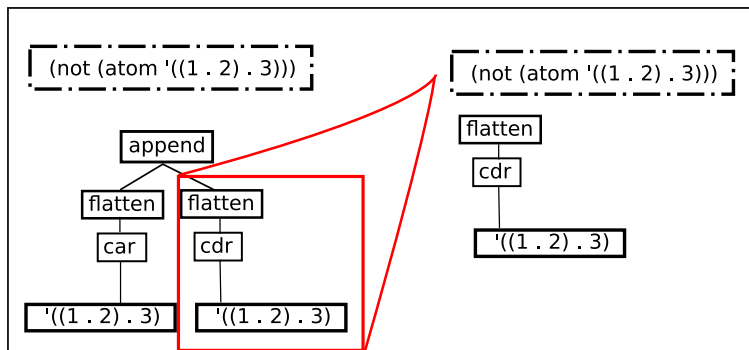 (not (atom '((1 . 2) . 3)))
append
flatten
flatten
car
cdr
'((1 . 2) . 3)
'((1 . 2) . 3)
(not (atom '((1 . 2) . 3)))
flatten
cdr
'((1 . 2) . 3)